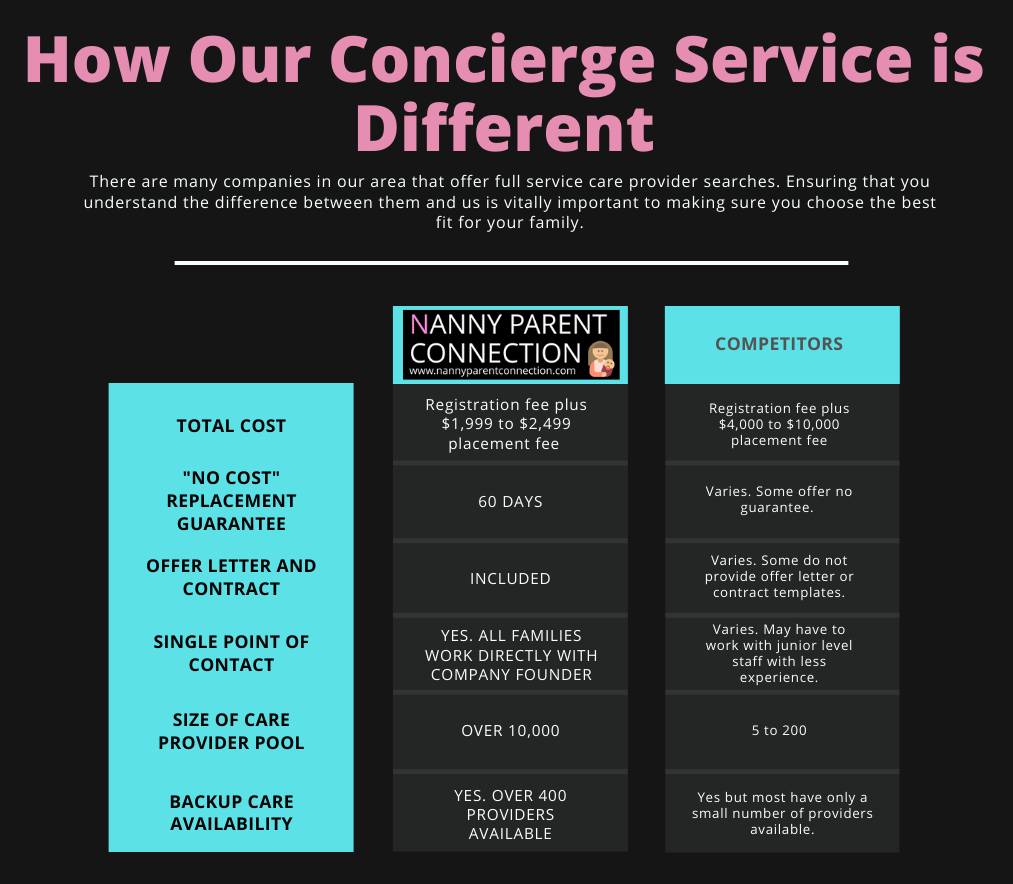 How Our Concierge Service is
Different
There are many companies in our area that offer full service care provider searches. Ensuring that you
understand the difference between them and us is vitally important to making sure you choose the best
fit for your family.
NANNY PARENT
CONNECTION
www.nannyparentconnection.com
COMPETITORS
TOTAL COST
Registration fee plus
$1,999 to $2,499
placement fee
Registration fee plus
$4,000 to $10,000
placement fee
"NO COST"
REPLACEMENT
GUARANTEE
60 DAYS
Varies. Some offer no
guarantee.
OFFER LETTER AND
CONTRACT
INCLUDED
Varies. Some do not
provide offer letter or
contract templates.
SINGLE POINT OF
CONTACT
YES. ALL FAMILIES
WORK DIRECTLY WITH
COMPANY FOUNDER
Varies. May have to
work with junior level
staff with less
experience.
SIZE OF CARE
PROVIDER POOL
OVER 10,000
5 to 200
BACKUP CARE
AVAILABILITY
YES. OVER 400
PROVIDERS
AVAILABLE
Yes but most have only a
small number of providers
available.